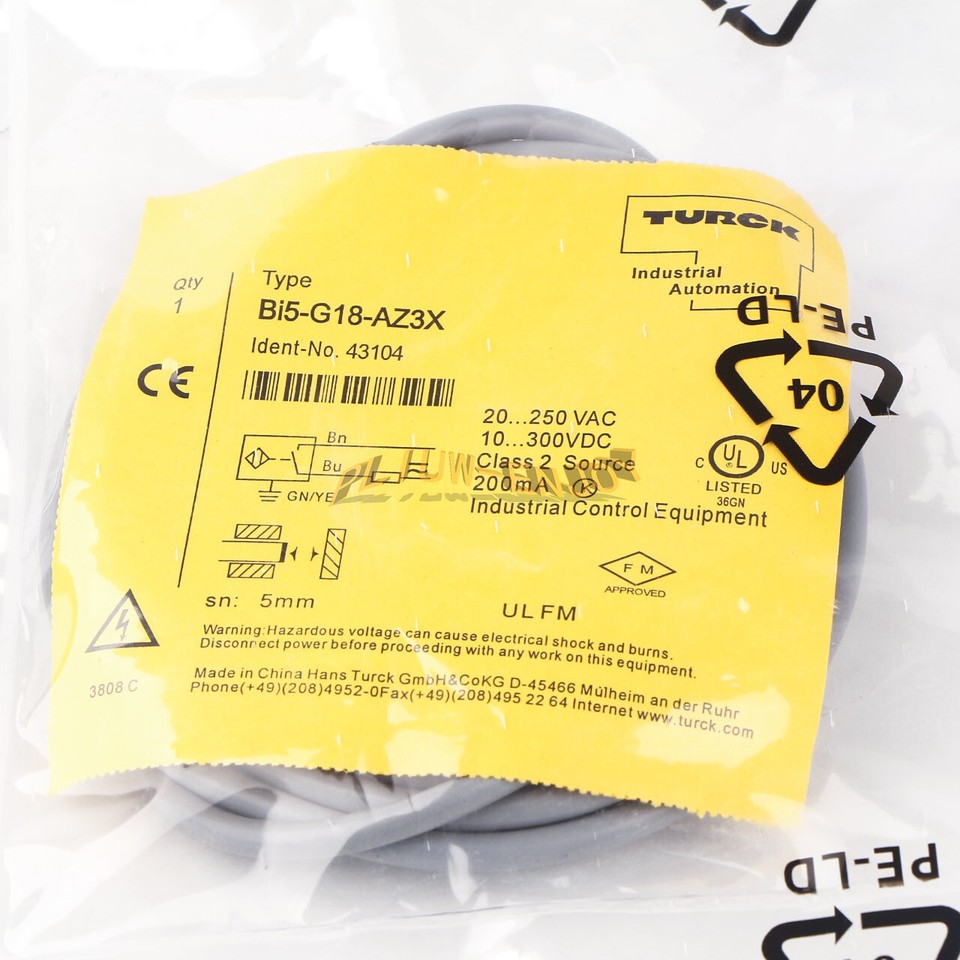 TURCK
Industrial
Automation
Qty
1
Type
Bi5-G18-AZ3X
Ident-No. 43104
CE
20...250 VAC
10...300VDC
Class 2 Source
200mA K
Industrial Control Equipment
Bn
Bu
GN/YE
C UL US
LISTED
36GN
FM
APPROVED
sn: 5mm
UL FM
Warning:Hazardous voltage can cause electrical shock and burns.
Disconnect power before proceeding with any work on this equipment.
3808 C
Made in China Hans Turck GmbH&CoKG D-45466 Mülheim an der Ruhr
Phone(+49)(208)4952-0Fax(+49)(208)495 22 64 Internet www.turck.com
PE-LD
04
PE-LD